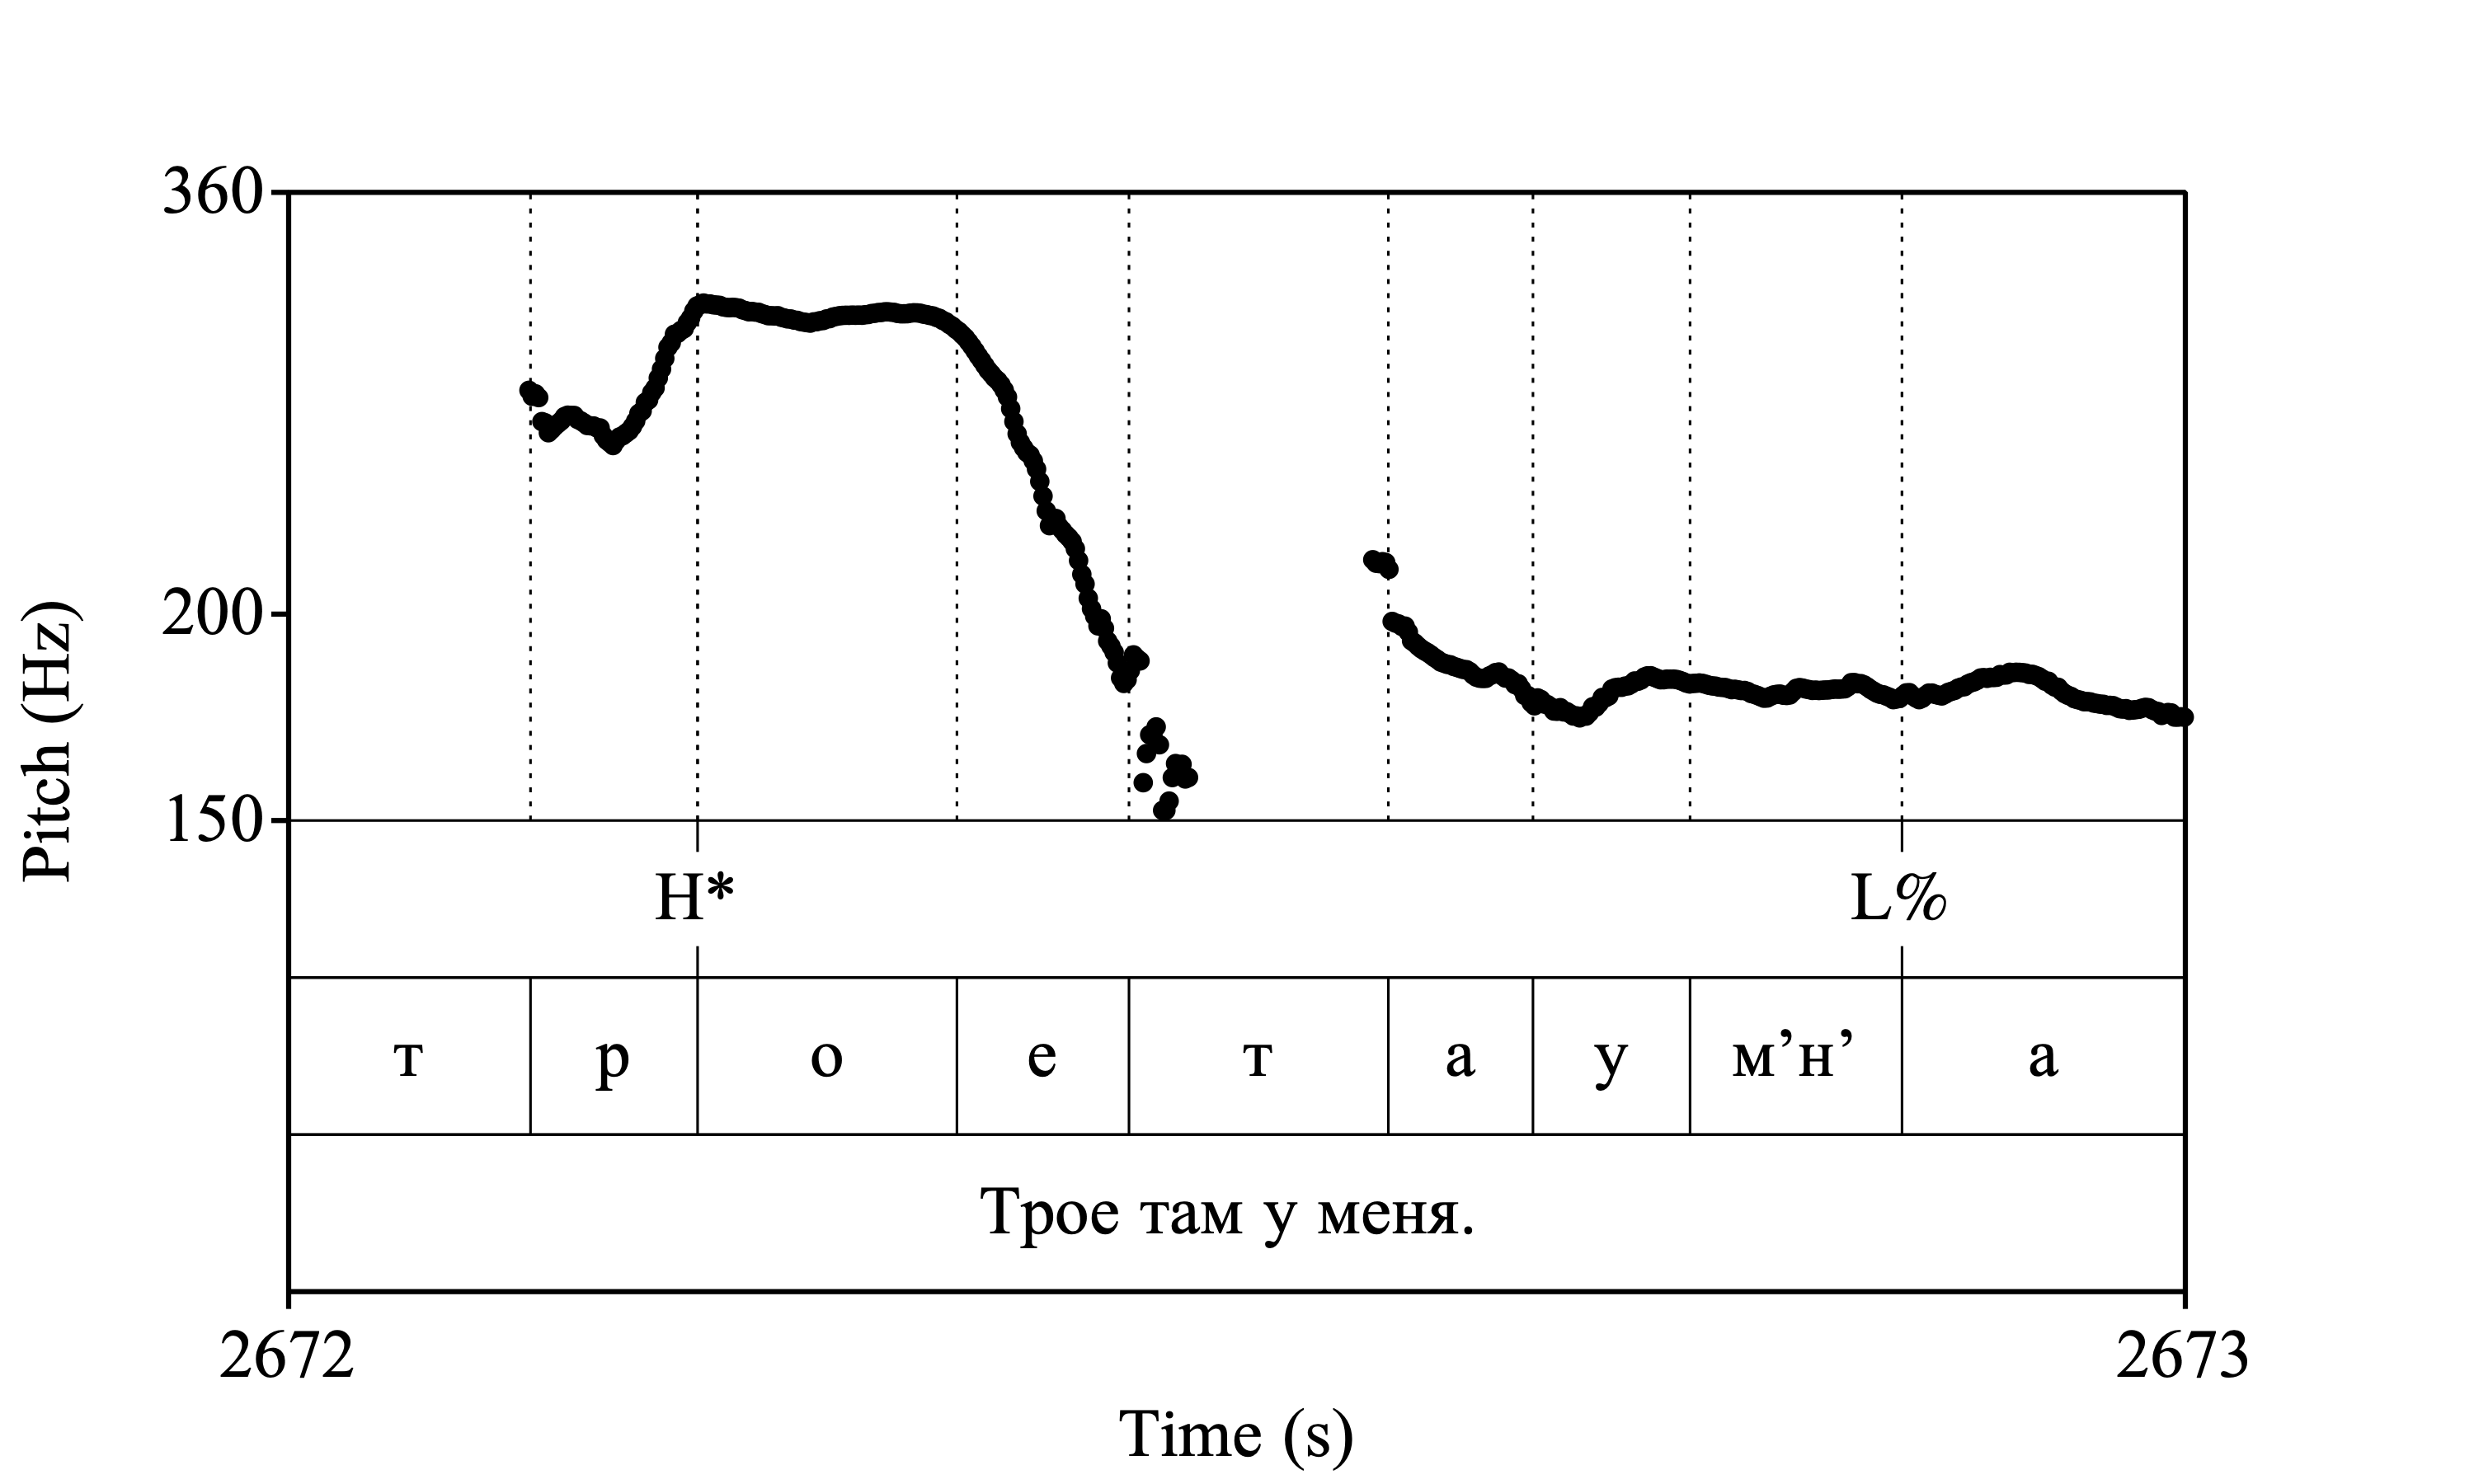 360
200
150
Pitch (Hz)
H* L%
т р о е т а у м’н’ а
Трое там у меня.
2672 2673
Time (s)